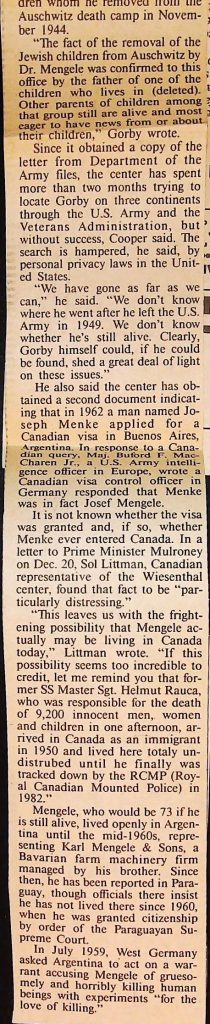 dren whom he removed from the
Auschwitz death camp in Novem-
ber 1944.
"The fact of the removal of the
Jewish children from Auschwitz by
Dr. Mengele was confirmed to this
office by the father of one of the
children who lives in (deleted).
Other parents of children among
that group still are alive and most
eager to have news from or about
their children," Gorby wrote.
Since it obtained a copy of the
letter from Department of the
Army files, the center has spent
more than two months trying to
locate Gorby on three continents
through the U.S. Army and the
Veterans Administration, but
without success, Cooper said. The
search is hampered, he said, by
personal privacy laws in the Unit-
ed States.
"We have gone as far as we
can," he said. "We don't know
where he went after he left the U.S.
Army in 1949. We don't know
whether he's still alive. Clearly,
Gorby himself could, if he could
be found, shed a great deal of light
on these issues."
He also said the center has ob-
tained a second document indicat-
ing that in 1962 a man named Jo-
seph Menke applied for a
Canadian visa in Buenos Aires,
Argentina. In response to a Cana-
dian query, Maj. Buford F. Mac-
Charen Jr., a U.S. Army intelli-
gence officer in Europe, wrote a
Canadian visa control officer in
Germany responded that Menke
was in fact Josef Mengele.
It is not known whether the visa
was granted and, if so, whether
Menke ever entered Canada. In a
letter to Prime Minister Mulroney
on Dec. 20, Sol Littman, Canadian
representative of the Wiesenthal
center, found that fact to be "par-
ticularly distressing."
"This leaves us with the fright-
ening possibility that Mengele ac-
tually may be living in Canada
today," Littman wrote. "If this
possibility seems too incredible to
credit, let me remind you that for-
mer SS Master Sgt. Helmut Rauca,
who was responsible for the death
of 9,200 innocent men, women
and children in one afternoon, ar-
rived in Canada as an immigrant
in 1950 and lived here totaly un-
distrubed until he finally was
tracked down by the RCMP (Roy-
al Canadian Mounted Police) in
1982."
Mengele, who would be 73 if he
is still alive, lived openly in Argen-
tina until the mid-1960s, repre-
senting Karl Mengele & Sons, a
Bavarian farm machinery firm
managed by his brother. Since
then, he has been reported in Para-
guay, though officials there insist
he has not lived there since 1960,
when he was granted citizenship
by order of the Paraguayan Su-
preme Court.
In July 1959, West Germany
asked Argentina to act on a war-
rant accusing Mengele of grueso-
mely and horribly killing human
beings with experiments "for the
love of killing."